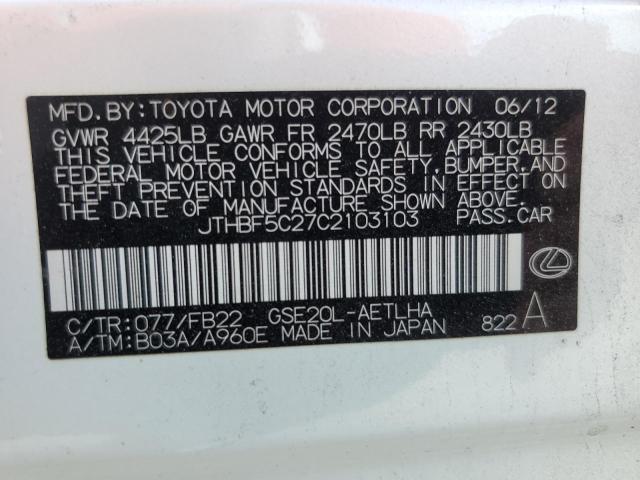 MFD.BY:TOYOTA MOTOR CORPORATION 06/12
GVWR 4425LB GAWR FR 2470LB RR 2430LB
THIS VEHICLE CONFORMS TO ALL APPLICABLE
FEDERAL MOTOR VEHICLE SAFETY,BUMPER,AND
THEFT PREVENTION STANDARDS IN EFFECT ON
THE DATE OF MANUFACTURE SHOWN ABOVE.
JTHBF5C27C2103103 PASS.CAR
C/TR:077/FB22 GSE20L-AETLHA
A/TM:B03A/A960E MADE IN JAPAN 822 A